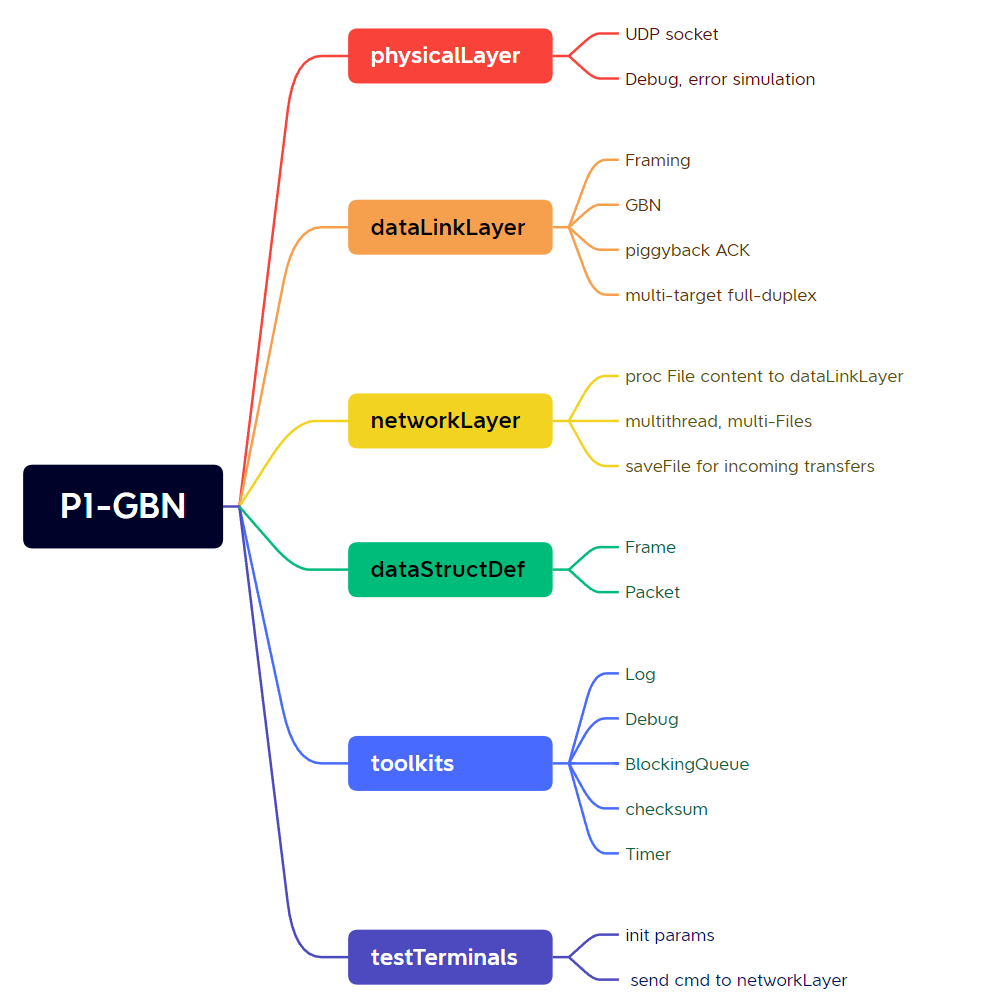 physicalLayer
UDP socket
Debug, error simulation
dataLinkLayer
Framing
GBN
piggyback ACK
multi-target full-duplex
networkLayer
proc File content to dataLinkLayer
multithread, multi-Files
saveFile for incoming transfers
P1-GBN
dataStructDef
Frame
Packet
toolkits
Log
Debug
BlockingQueue
checksum
Timer
testTerminals
init params
send cmd to networkLayer